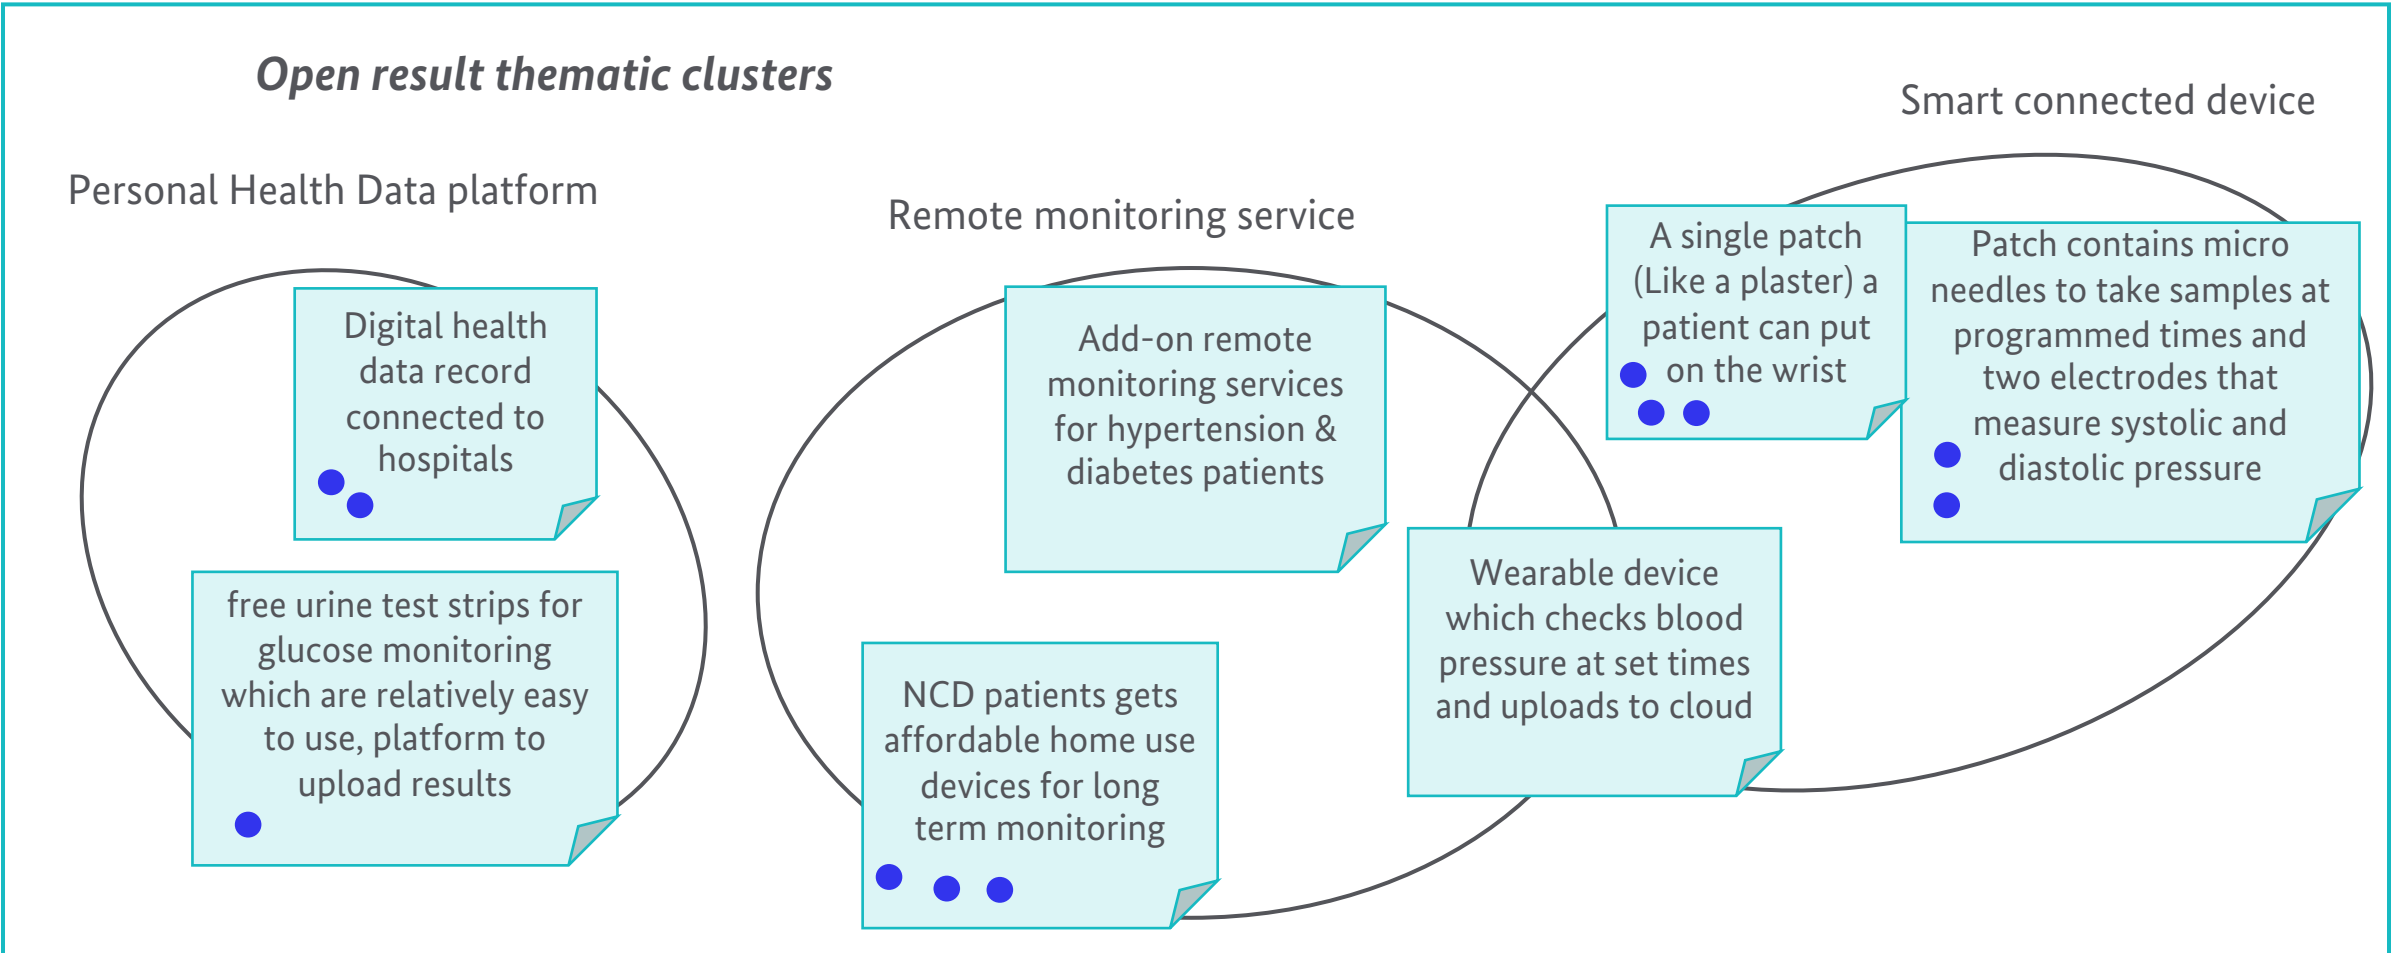 Open result thematic clusters
Personal Health Data platform
Digital health
data record
connected to
hospitals
free urine test strips for
glucose monitoring
which are relatively easy
to use, platform to
upload results
Remote monitoring service
Add-on remote
monitoring services
for hypertension &
diabetes patients
NCD patients gets
affordable home use
devices for long
term monitoring
Wearable device
which checks blood
pressure at set times
and uploads to cloud
Smart connected device
A single patch
(Like a plaster) a
patient can put
on the wrist
Patch contains micro
needles to take samples at
programmed times and
two electrodes that
measure systolic and
diastolic pressure